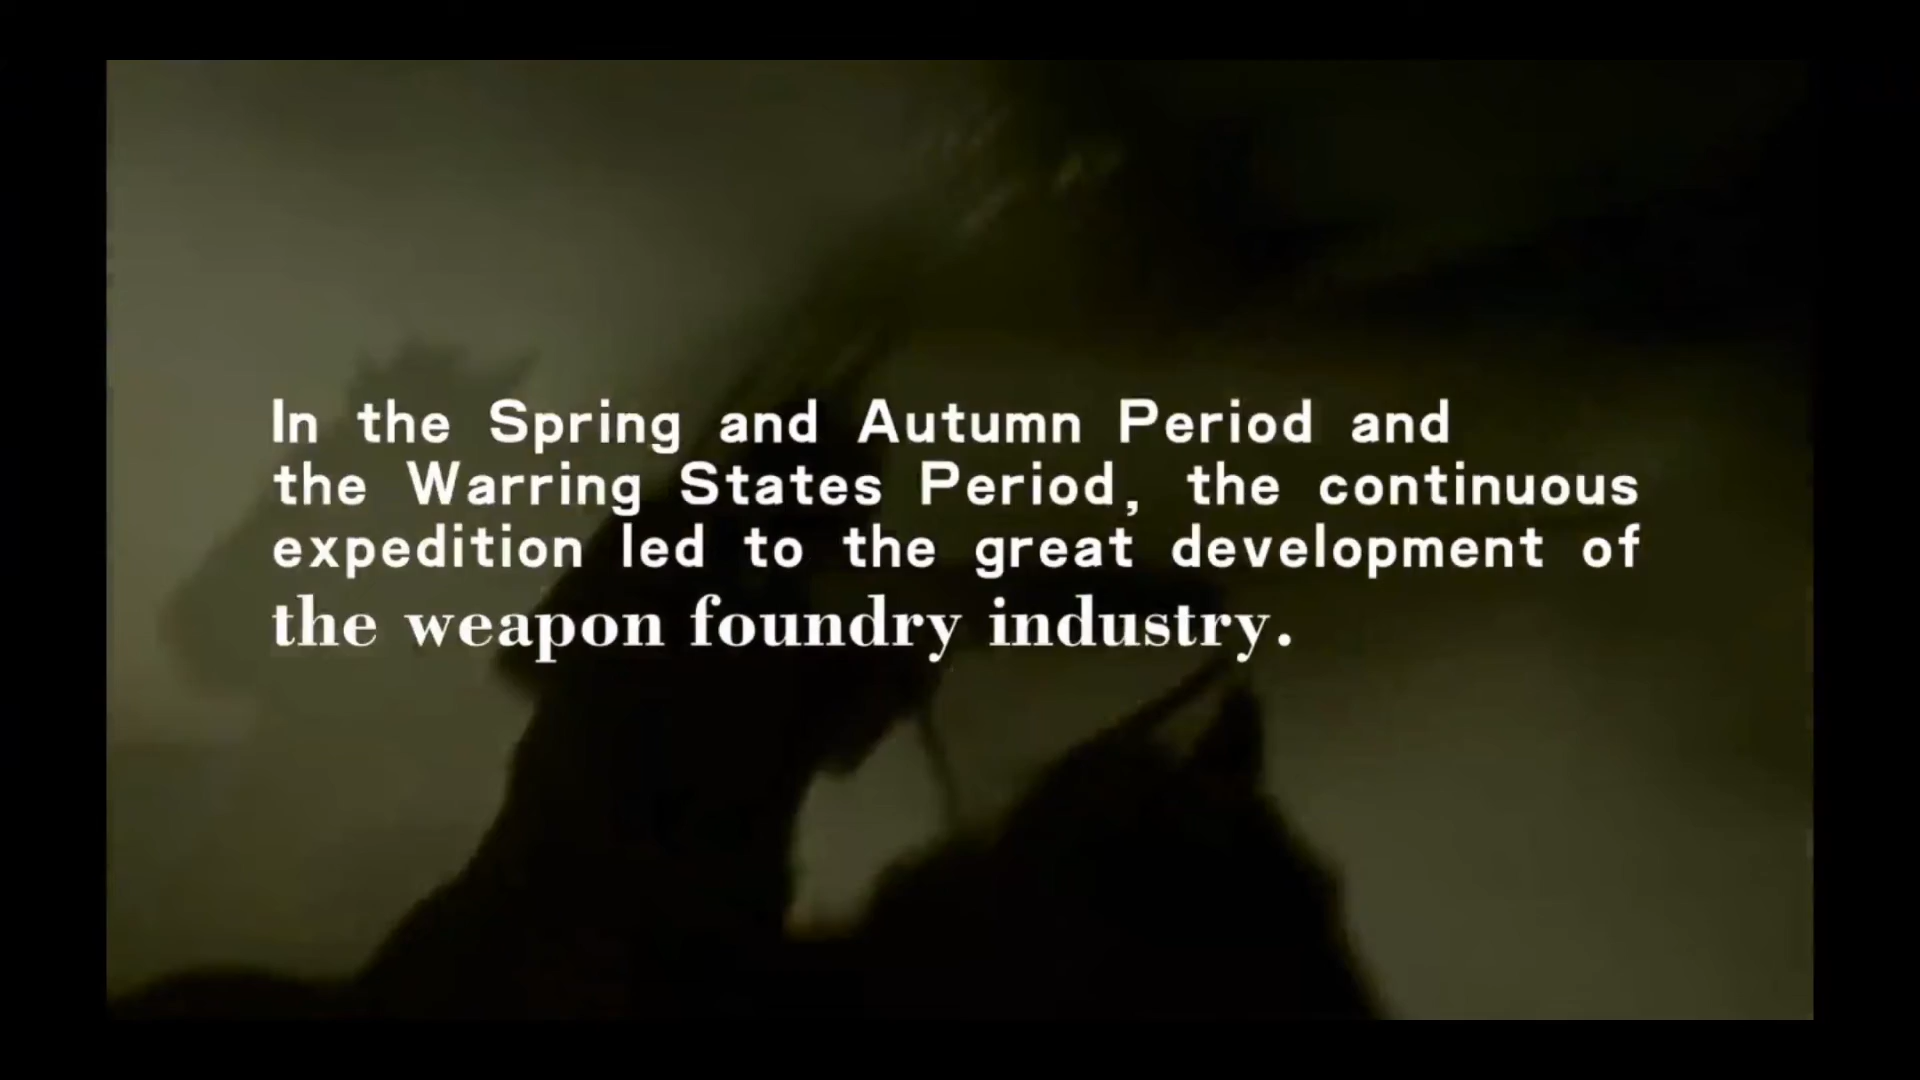 In the Spring and Autumn Period and
the Warring States Period, the continuous
expedition led to the great development of
the weapon foundry industry.